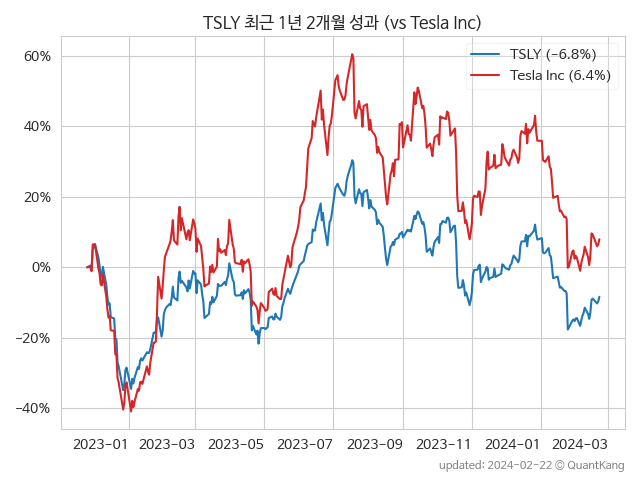 TSLY 최근 1년 2개월 성과 (vs Tesla Inc)
TSLY (−6.8%)
Tesla Inc (6.4%)
60%
40%
20%
0%
−20%
−40%
2023−01 2023−03 2023−05 2023−07 2023−09 2023−11 2024−01 2024−03
updated: 2024−02−22 ⓒ QuantKang